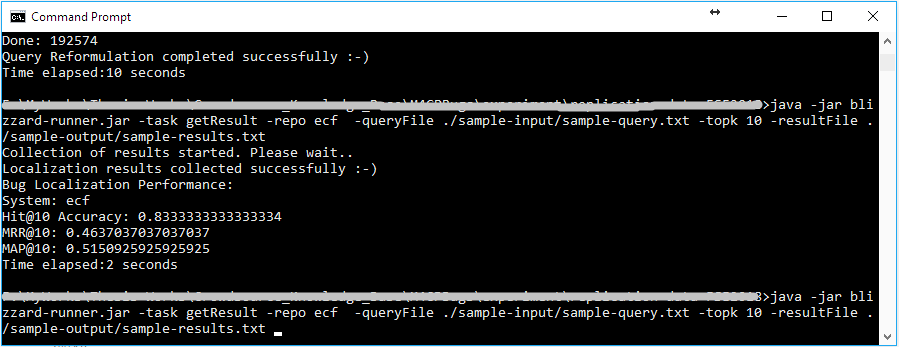 Command Prompt
Done: 192574
Query Reformulation completed successfully :-)
Time elapsed:10 seconds
>java -jar bli
zzard-runner.jar -task getResult -repo ecf  -queryFile ./sample-input/sample-query.txt -topk 10 -resultFile .
/sample-output/sample-results.txt
Collection of results started. Please wait..
Localization results collected successfully :-)
Bug Localization Performance:
System: ecf
Hit@10 Accuracy: 0.8333333333333334
MRR@10: 0.4637037037037037
MAP@10: 0.5150925925925925
Time elapsed:2 seconds
>java -jar bli
zzard-runner.jar -task getResult -repo ecf  -queryFile ./sample-input/sample-query.txt -topk 10 -resultFile .
/sample-output/sample-results.txt